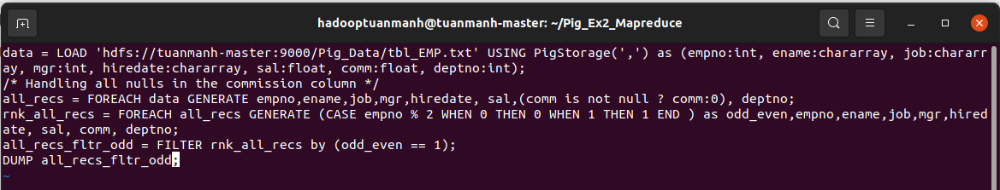 hadooptuanmanh@tuanmanh-master: ~/Pig_Ex2_Mapreduce
data = LOAD 'hdfs://tuanmanh-master:9000/Pig_Data/tbl_EMP.txt' USING PigStorage(',') as (empno:int, ename:chararray, job:chararr
ay, mgr:int, hiredate:chararray, sal:float, comm:float, deptno:int);
/* Handling all nulls in the commission column */
all_recs = FOREACH data GENERATE empno,ename,job,mgr,hiredate, sal,(comm is not null ? comm:0), deptno;
rnk_all_recs = FOREACH all_recs GENERATE (CASE empno % 2 WHEN 0 THEN 0 WHEN 1 THEN 1 END ) as odd_even,empno,ename,job,mgr,hired
ate, sal, comm, deptno;
all_recs_fltr_odd = FILTER rnk_all_recs by (odd_even == 1);
DUMP all_recs_fltr_odd;
~